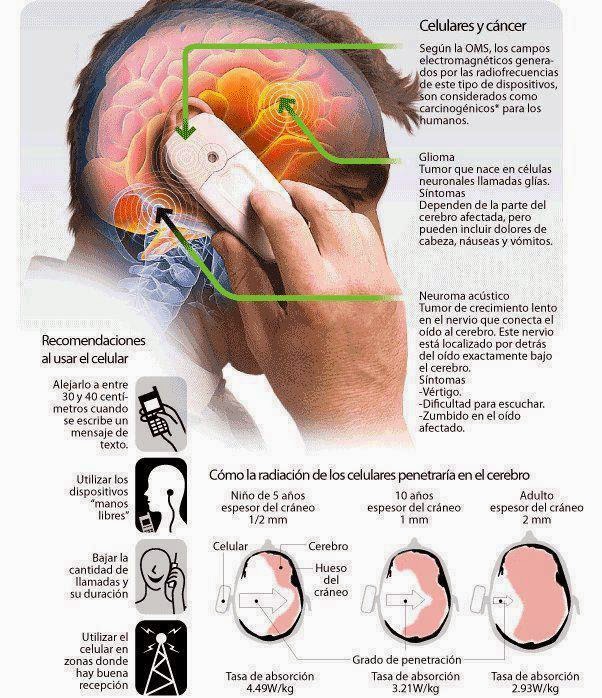 Celulares y cáncer
Según la OMS, los campos
electromagnéticos genera-
dos por las radiofrecuencias
de este tipo de dispositivos,
son considerados como
carcinogénicos* para los
humanos.
Glioma
Tumor que nace en células
neuronales llamadas glías.
Síntomas
Dependen de la parte del
cerebro afectada, pero
pueden incluir dolores de
cabeza, náuseas y vómitos.
Neuroma acústico
Tumor de crecimiento lento
en el nervio que conecta el
oído al cerebro. Este nervio
está localizado por detrás
del oído exactamente bajo
el cerebro.
Síntomas
-Vértigo.
-Dificultad para escuchar.
-Zumbido en el oído
afectado.
Recomendaciones
al usar el celular
Alejarlo a entre
30 y 40 centí-
metros cuando
se escribe un
mensaje de
texto.
Utilizar los
dispositivos
"manos
libres"
Bajar la
cantidad de
llamadas y
su duración
Utilizar el
celular en
zonas donde
hay buena
recepción
Cómo la radiación de los celulares penetraría en el cerebro
Niño de 5 años
espesor del cráneo
1/2 mm
10 años
espesor del cráneo
1 mm
Adulto
espesor del cráneo
2 mm
Celular
Cerebro
Hueso
del
cráneo
Grado de penetración
Tasa de absorción
4.49W/kg
Tasa de absorción
3.21W/kg
Tasa de absorción
2.93W/kg